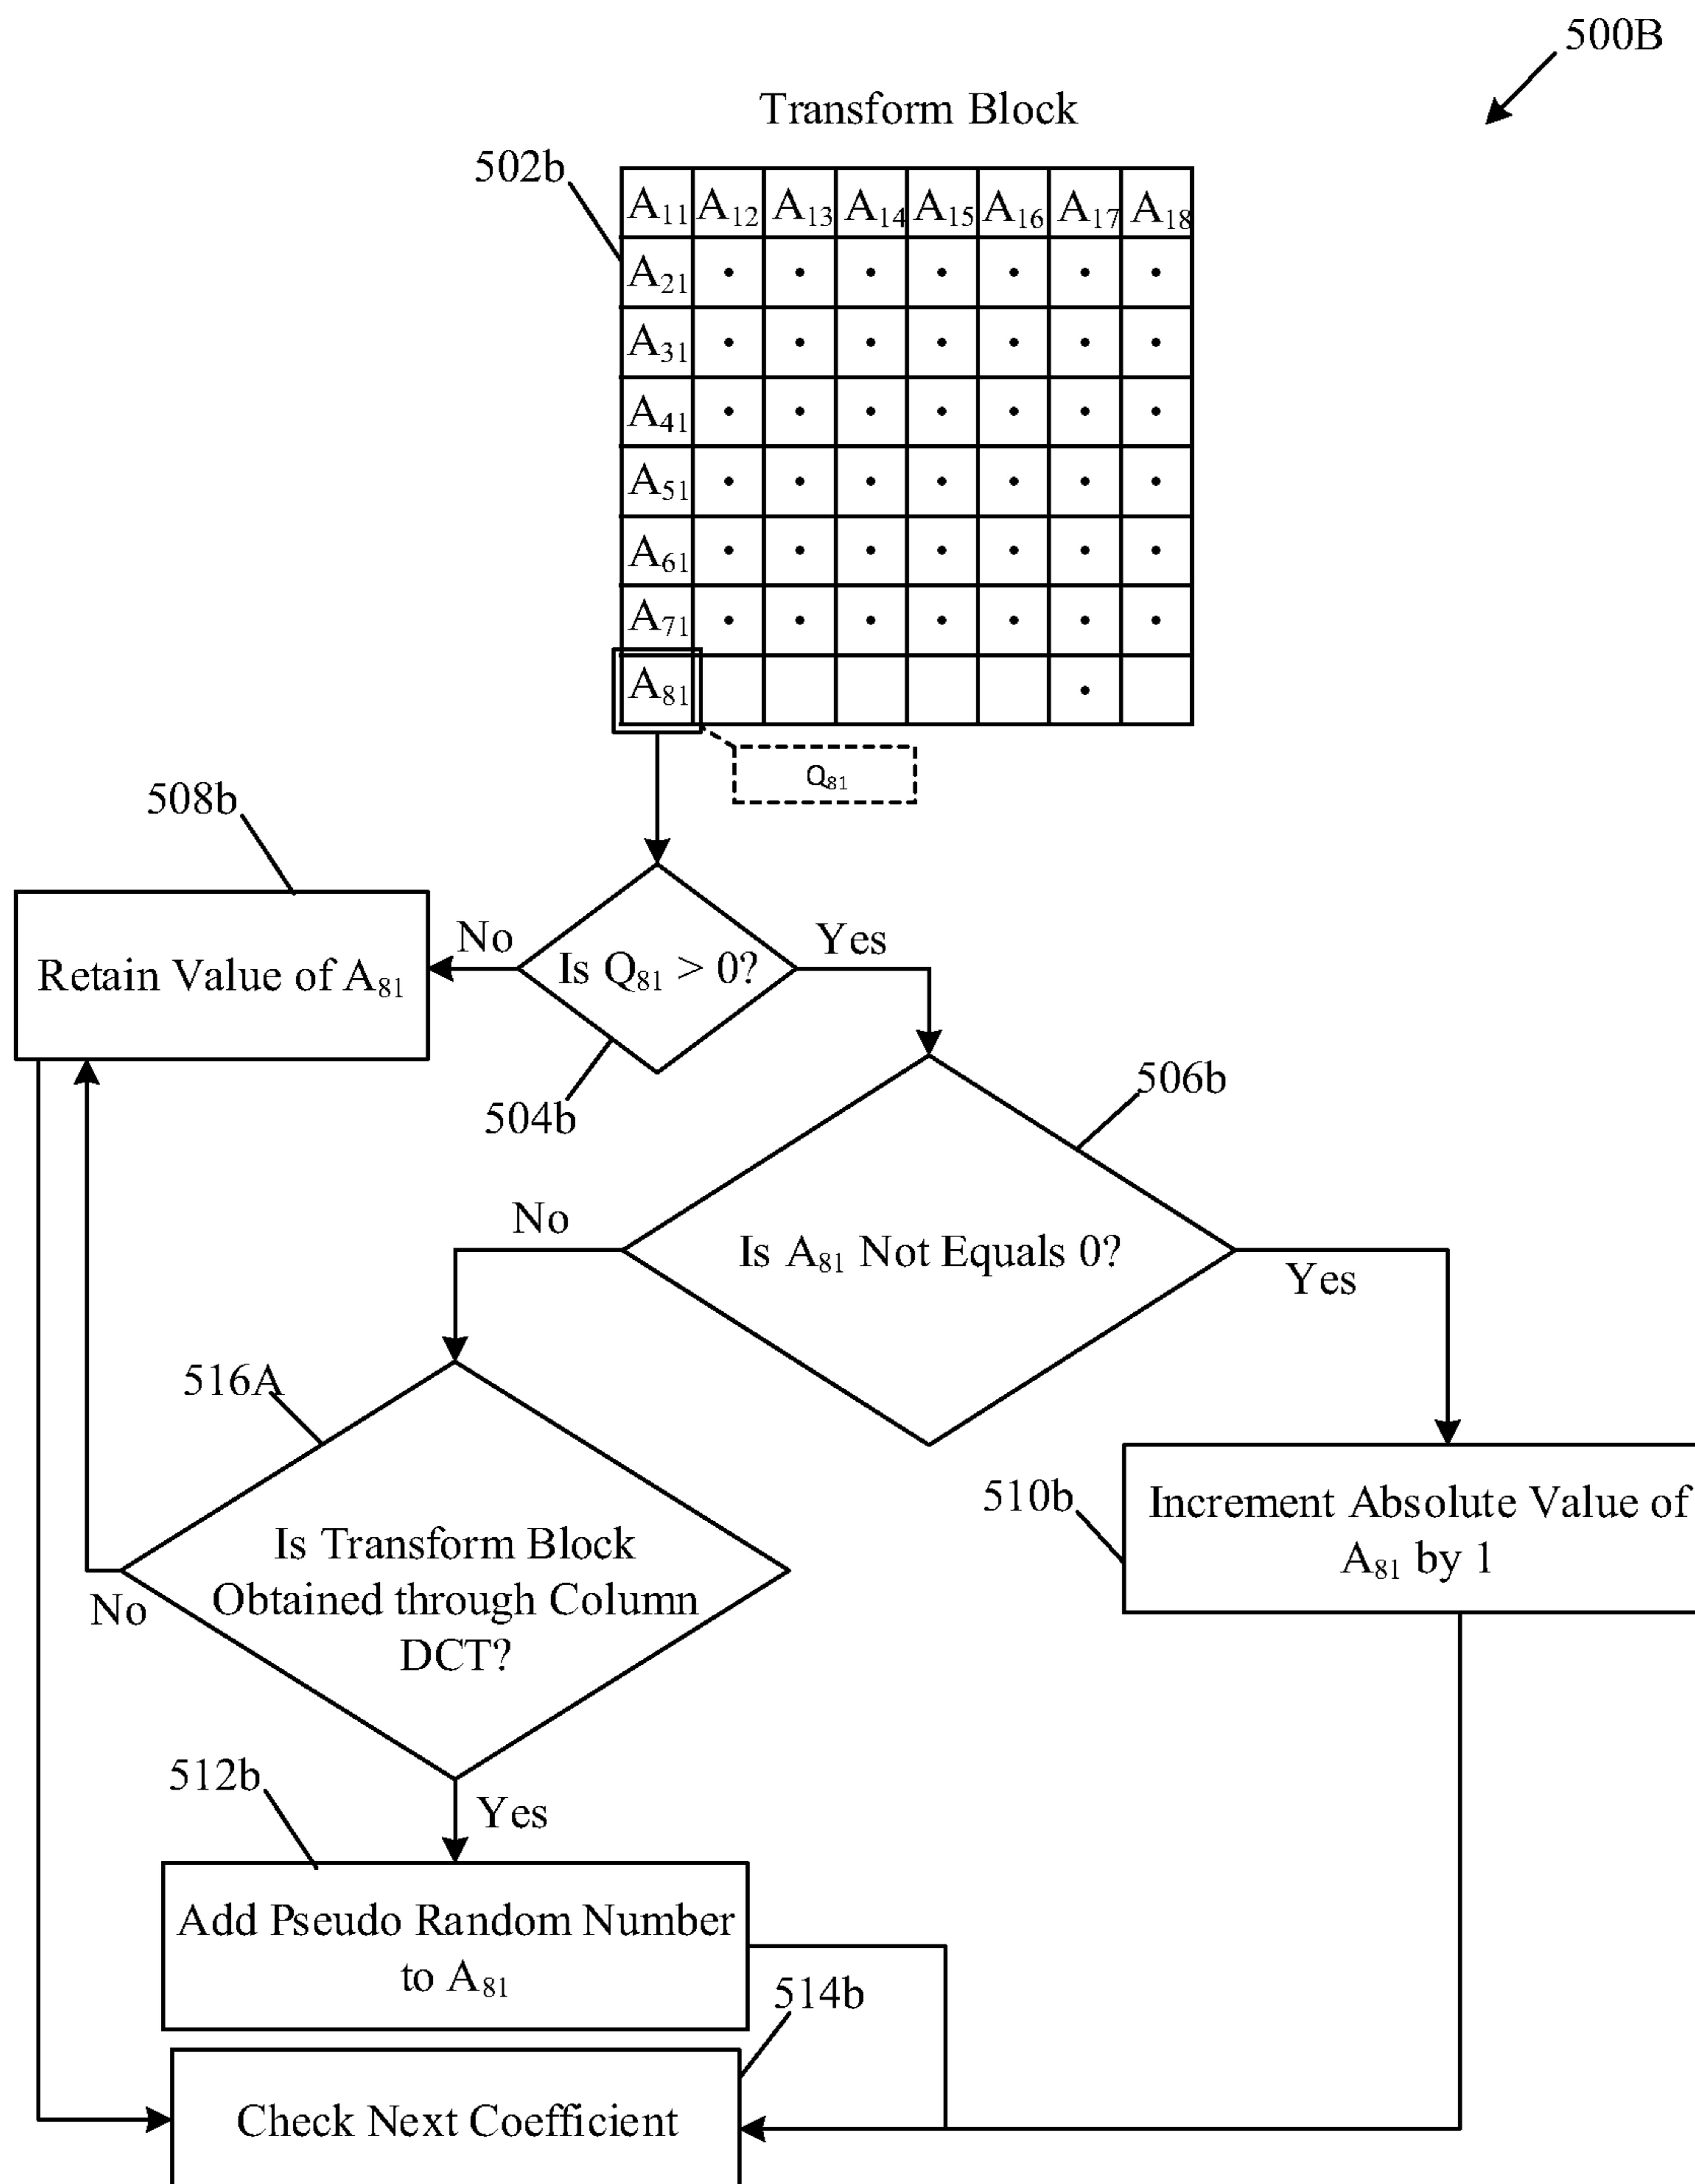 500B
Transform Block
502b
A11 A12 A13 A14 A15 A16 A17 A18
A21
A31
A41
A51
A61
A71
A81
Q81
508b
Retain Value of A81
No
Is Q81 > 0?
Yes
504b
506b
No
Is A81 Not Equals 0?
Yes
516A
Is Transform Block
Obtained through Column
DCT?
No
510b
Increment Absolute Value of
A81 by 1
512b
Yes
Add Pseudo Random Number
to A81
514b
Check Next Coefficient